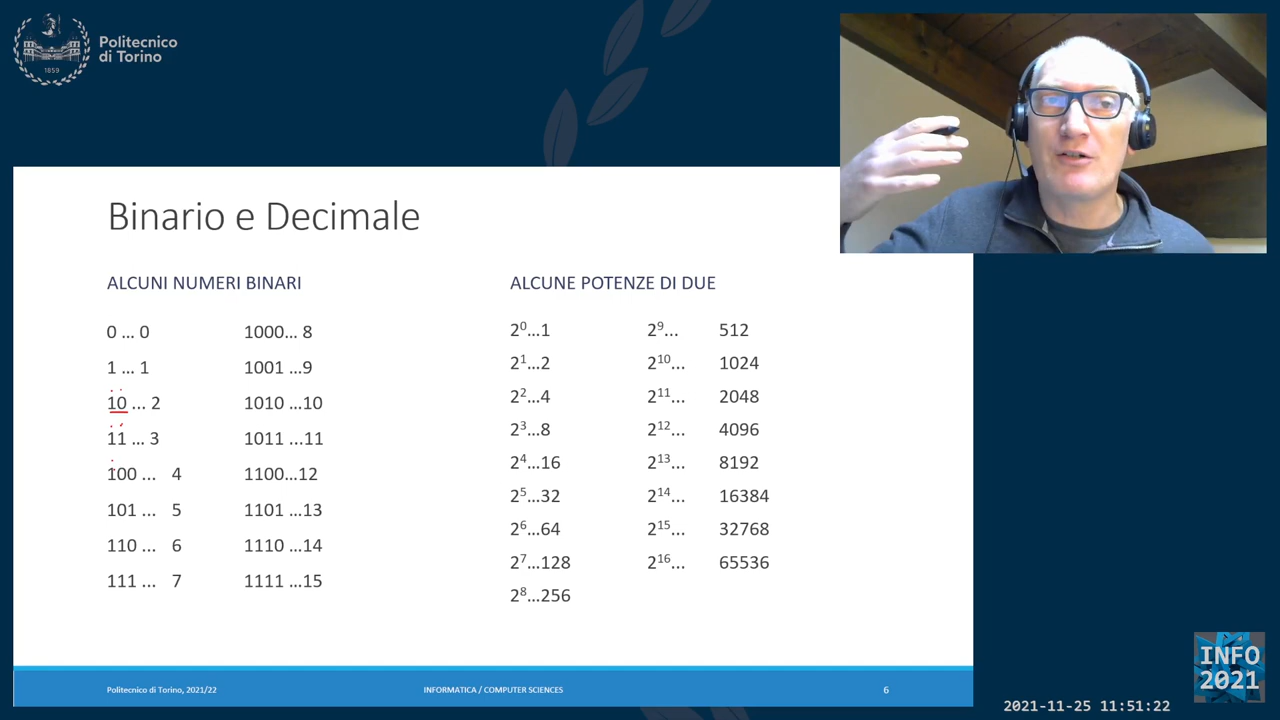 Politecnico
di Torino
1859
Binario e Decimale
ALCUNI NUMERI BINARI
0 ... 0
1 ... 1
10 ... 2
11 ... 3
100 ... 4
101 ... 5
110 ... 6
111 ... 7
1000... 8
1001 ...9
1010 ...10
1011 ...11
1100...12
1101 ...13
1110 ...14
1111 ...15
ALCUNE POTENZE DI DUE
2⁰...1
2¹...2
2²...4
2³...8
2⁴...16
2⁵...32
2⁶...64
2⁷...128
2⁸...256
2⁹... 512
2¹⁰... 1024
2¹¹... 2048
2¹²... 4096
2¹³... 8192
2¹⁴... 16384
2¹⁵... 32768
2¹⁶... 65536
Politecnico di Torino, 2021/22
INFORMATICA / COMPUTER SCIENCES
6
INFO
2021
2021-11-25 11:51:22